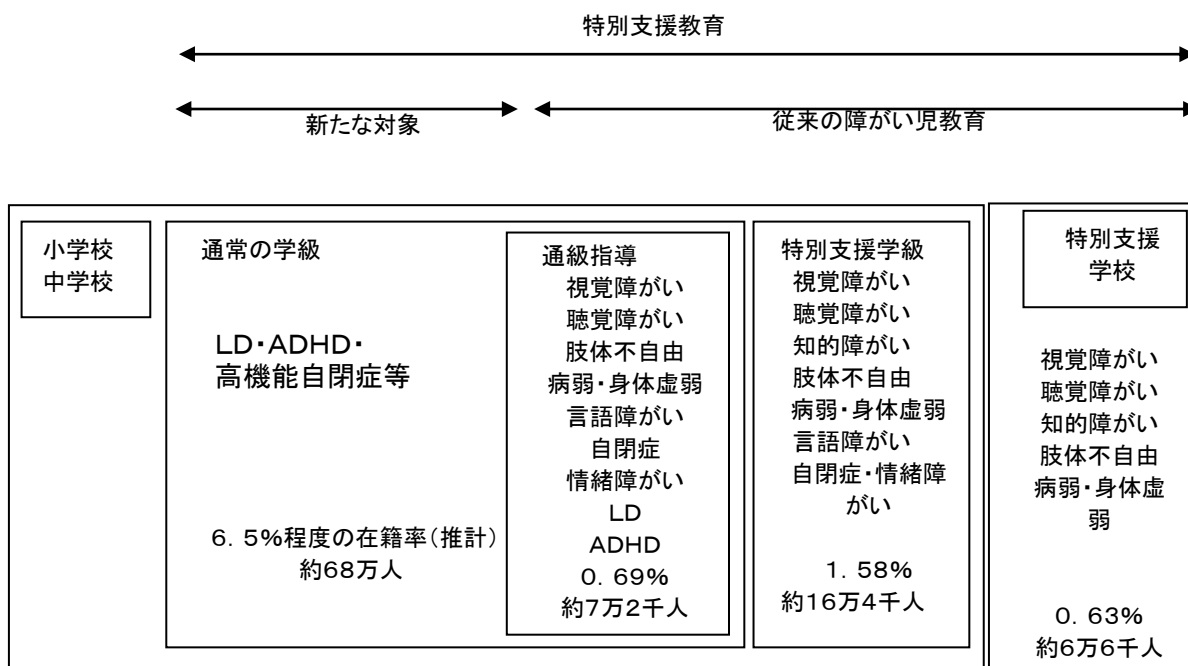 特別支援教育
新たな対象
従来の障がい児教育
小学校
中学校
通常の学級
LD・ADHD・
高機能自閉症等
6.5%程度の在籍率(推計)
約68万人
通級指導
視覚障がい
聴覚障がい
肢体不自由
病弱・身体虚弱
言語障がい
自閉症
情緒障がい
LD
ADHD
0.69%
約7万2千人
特別支援学級
視覚障がい
聴覚障がい
知的障がい
肢体不自由
病弱・身体虚弱
言語障がい
自閉症・情緒障
がい
1.58%
約16万4千人
特別支援
学校
視覚障がい
聴覚障がい
知的障がい
肢体不自由
病弱・身体虚
弱
0.63%
約6万6千人